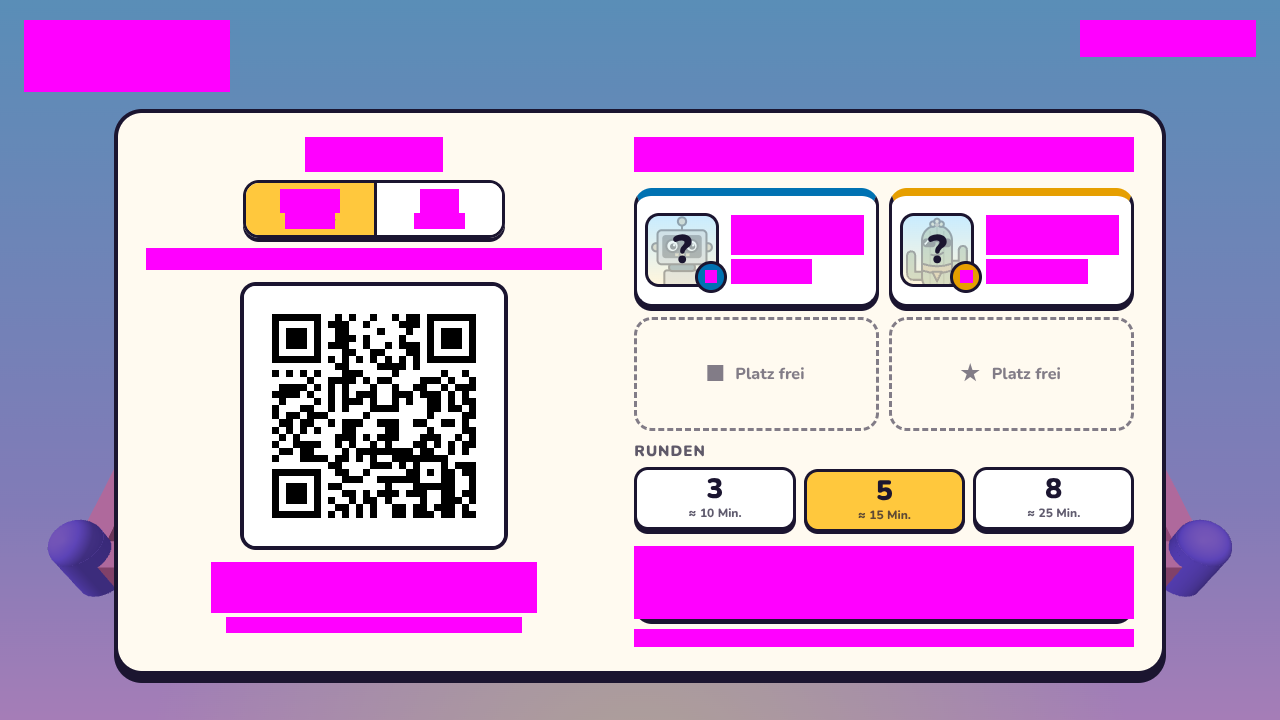 ?
?
Platz frei
Platz frei
RUNDEN
3
≈ 10 Min.
5
≈ 15 Min.
8
≈ 25 Min.